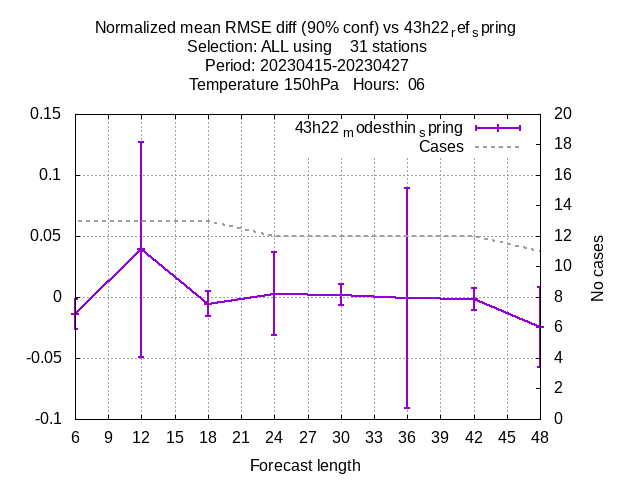 Normalized mean RMSE diff (90% conf) vs 43h22refspring
Selection: ALL using    31 stations
Period: 20230415-20230427
Temperature 150hPa   Hours:  06
43h22modesthinspring
Cases
0.15
0.1
0.05
0
-0.05
-0.1
20
18
16
14
12
10
8
6
4
2
0
No cases
6 9 12 15 18 21 24 27 30 33 36 39 42 45 48
Forecast length